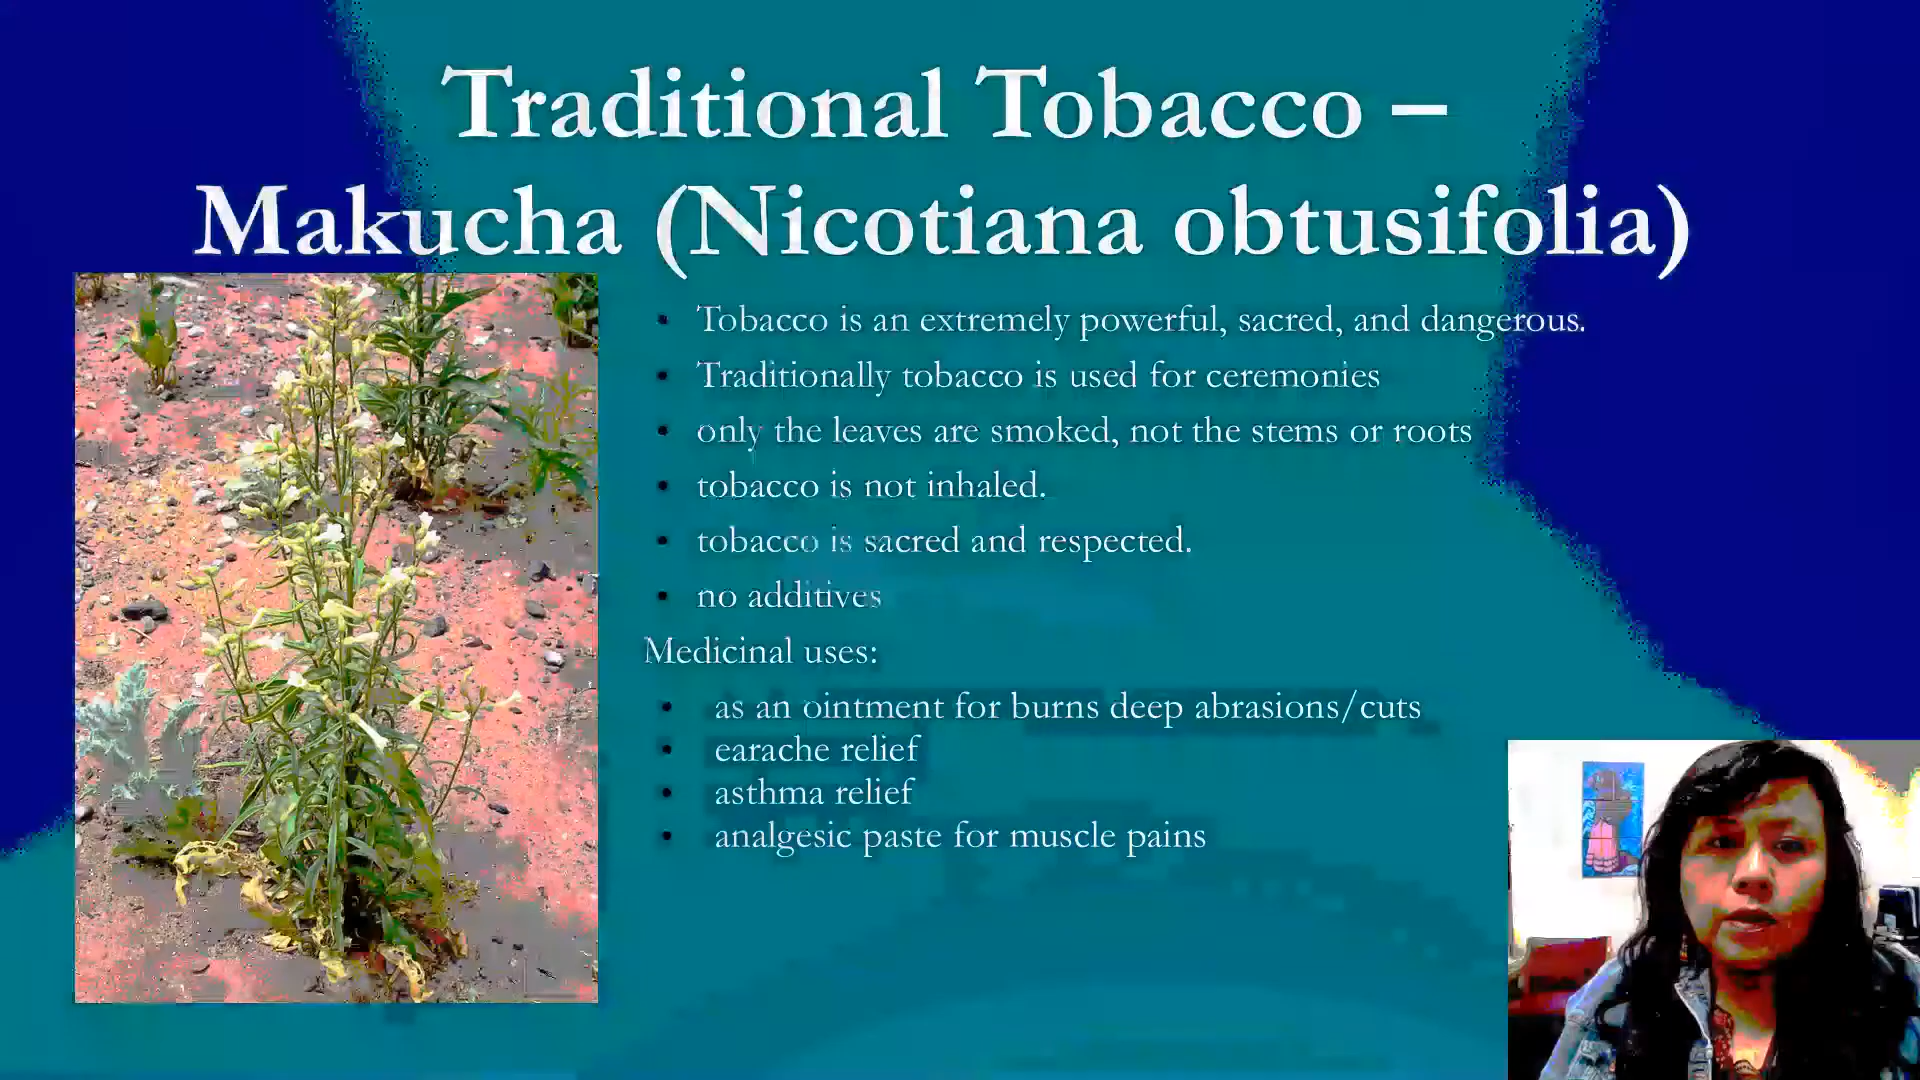 Traditional Tobacco –
Makucha (Nicotiana obtusifolia)
• Tobacco is an extremely powerful, sacred, and dangerous.
• Traditionally tobacco is used for ceremonies
• only the leaves are smoked, not the stems or roots
• tobacco is not inhaled.
• tobacco is sacred and respected.
• no additives
Medicinal uses:
• as an ointment for burns deep abrasions/cuts
• earache relief
• asthma relief
• analgesic paste for muscle pains